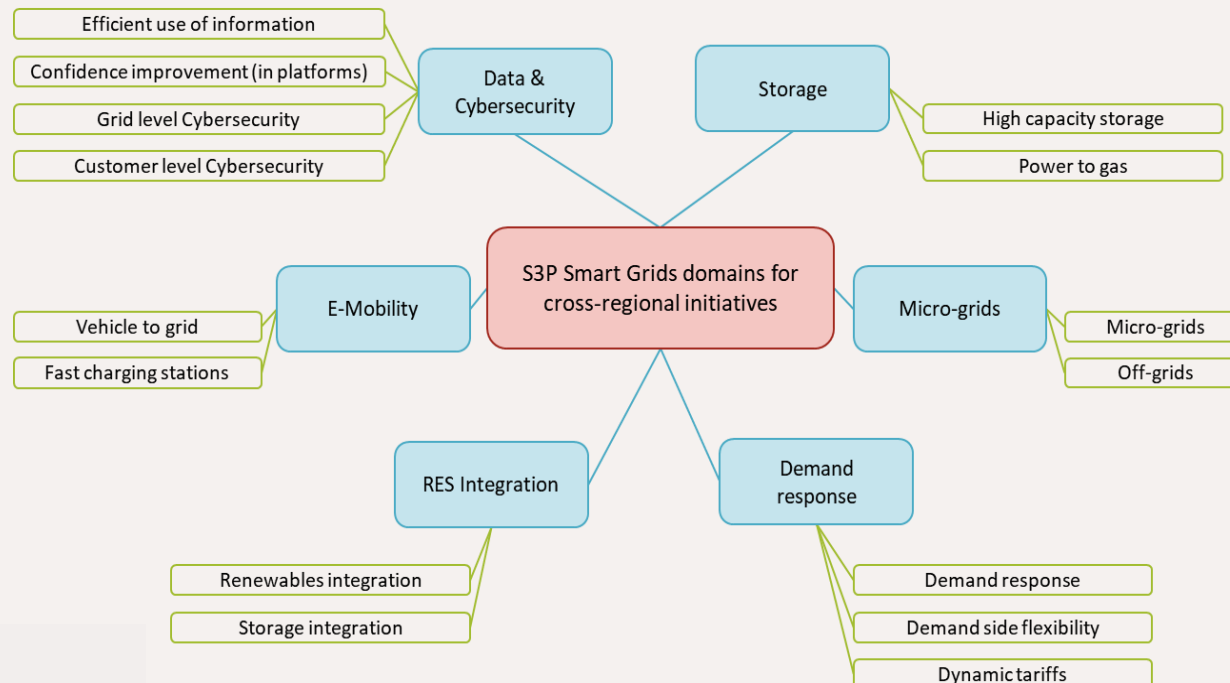 Efficient use of information
Confidence improvement (in platforms)
Grid level Cybersecurity
Customer level Cybersecurity
Data &
Cybersecurity
Storage
High capacity storage
Power to gas
S3P Smart Grids domains for
cross-regional initiatives
E-Mobility
Vehicle to grid
Fast charging stations
Micro-grids
Micro-grids
Off-grids
RES Integration
Renewables integration
Storage integration
Demand
response
Demand response
Demand side flexibility
Dynamic tariffs